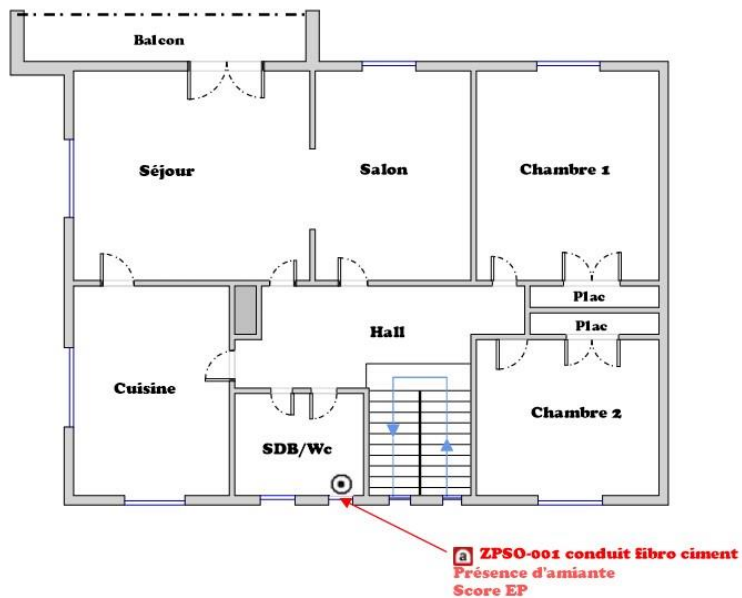 Balcon
Séjour
Salon
Chambre 1
Plac
Plac
Hall
Cuisine
Chambre 2
SDB/Wc
a ZPSO-001 conduit fibro ciment
Présence d'amiante
Score EP